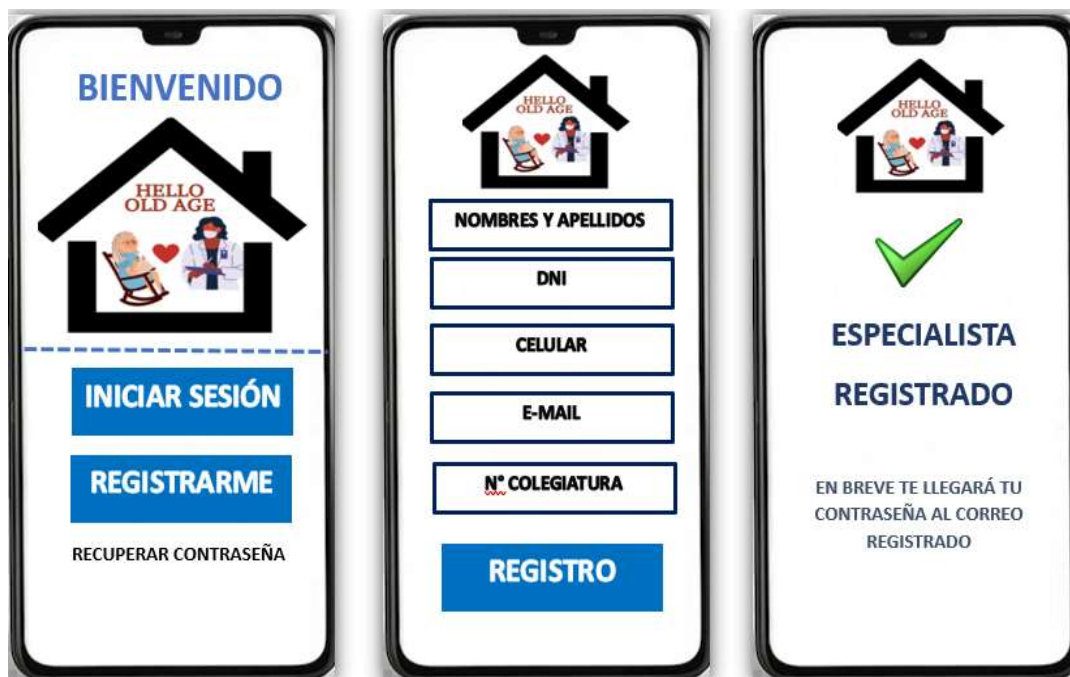 BIENVENIDO
HELLO
OLD AGE
INICIAR SESIÓN
REGISTRARME
RECUPERAR CONTRASEÑA
HELLO
OLD AGE
NOMBRES Y APELLIDOS
DNI
CELULAR
E-MAIL
N° COLEGIATURA
REGISTRO
HELLO
OLD AGE
ESPECIALISTA
REGISTRADO
EN BREVE TE LLEGARÁ TU
CONTRASEÑA AL CORREO
REGISTRADO